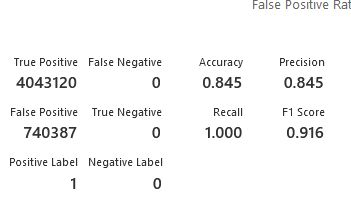 False Positive Rat
True Positive False Negative Accuracy Precision
4043120 0 0.845 0.845
False Positive True Negative Recall F1 Score
740387 0 1.000 0.916
Positive Label Negative Label
1 0